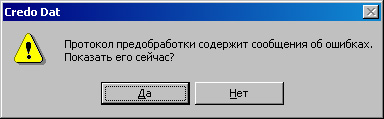 Credo Dat
Протокол предобработки содержит сообщения об ошибках.
Показать его сейчас?
Да Нет